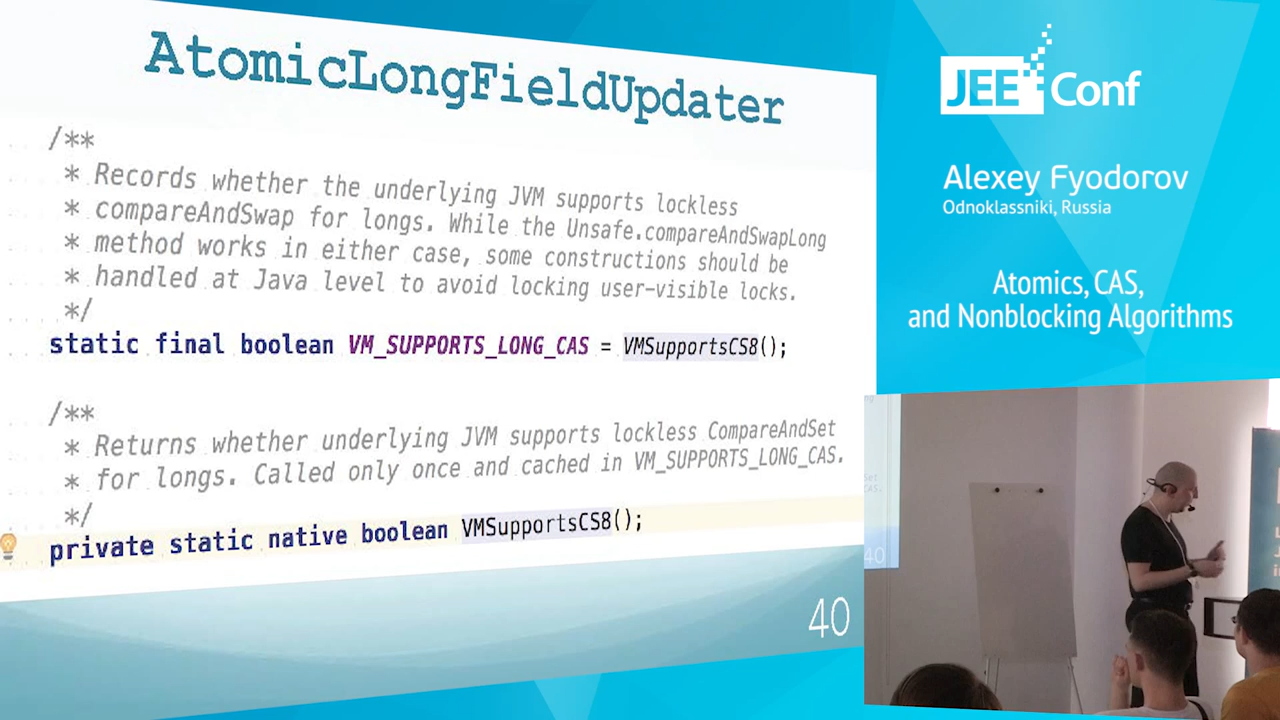 AtomicLongFieldUpdater
/**
* Records whether the underlying JVM supports lockless
* compareAndSwap for longs. While the Unsafe.compareAndSwapLong
* method works in either case, some constructions should be
* handled at Java level to avoid locking user-visible locks.
*/
static final boolean VM_SUPPORTS_LONG_CAS = VMSupportsCS8();
/**
* Returns whether underlying JVM supports lockless CompareAndSet
* for longs. Called only once and cached in VM_SUPPORTS_LONG_CAS.
*/
private static native boolean VMSupportsCS8();
40
JEE Conf
Alexey Fyodorov
Odnoklassniki, Russia
Atomics, CAS,
and Nonblocking Algorithms
40